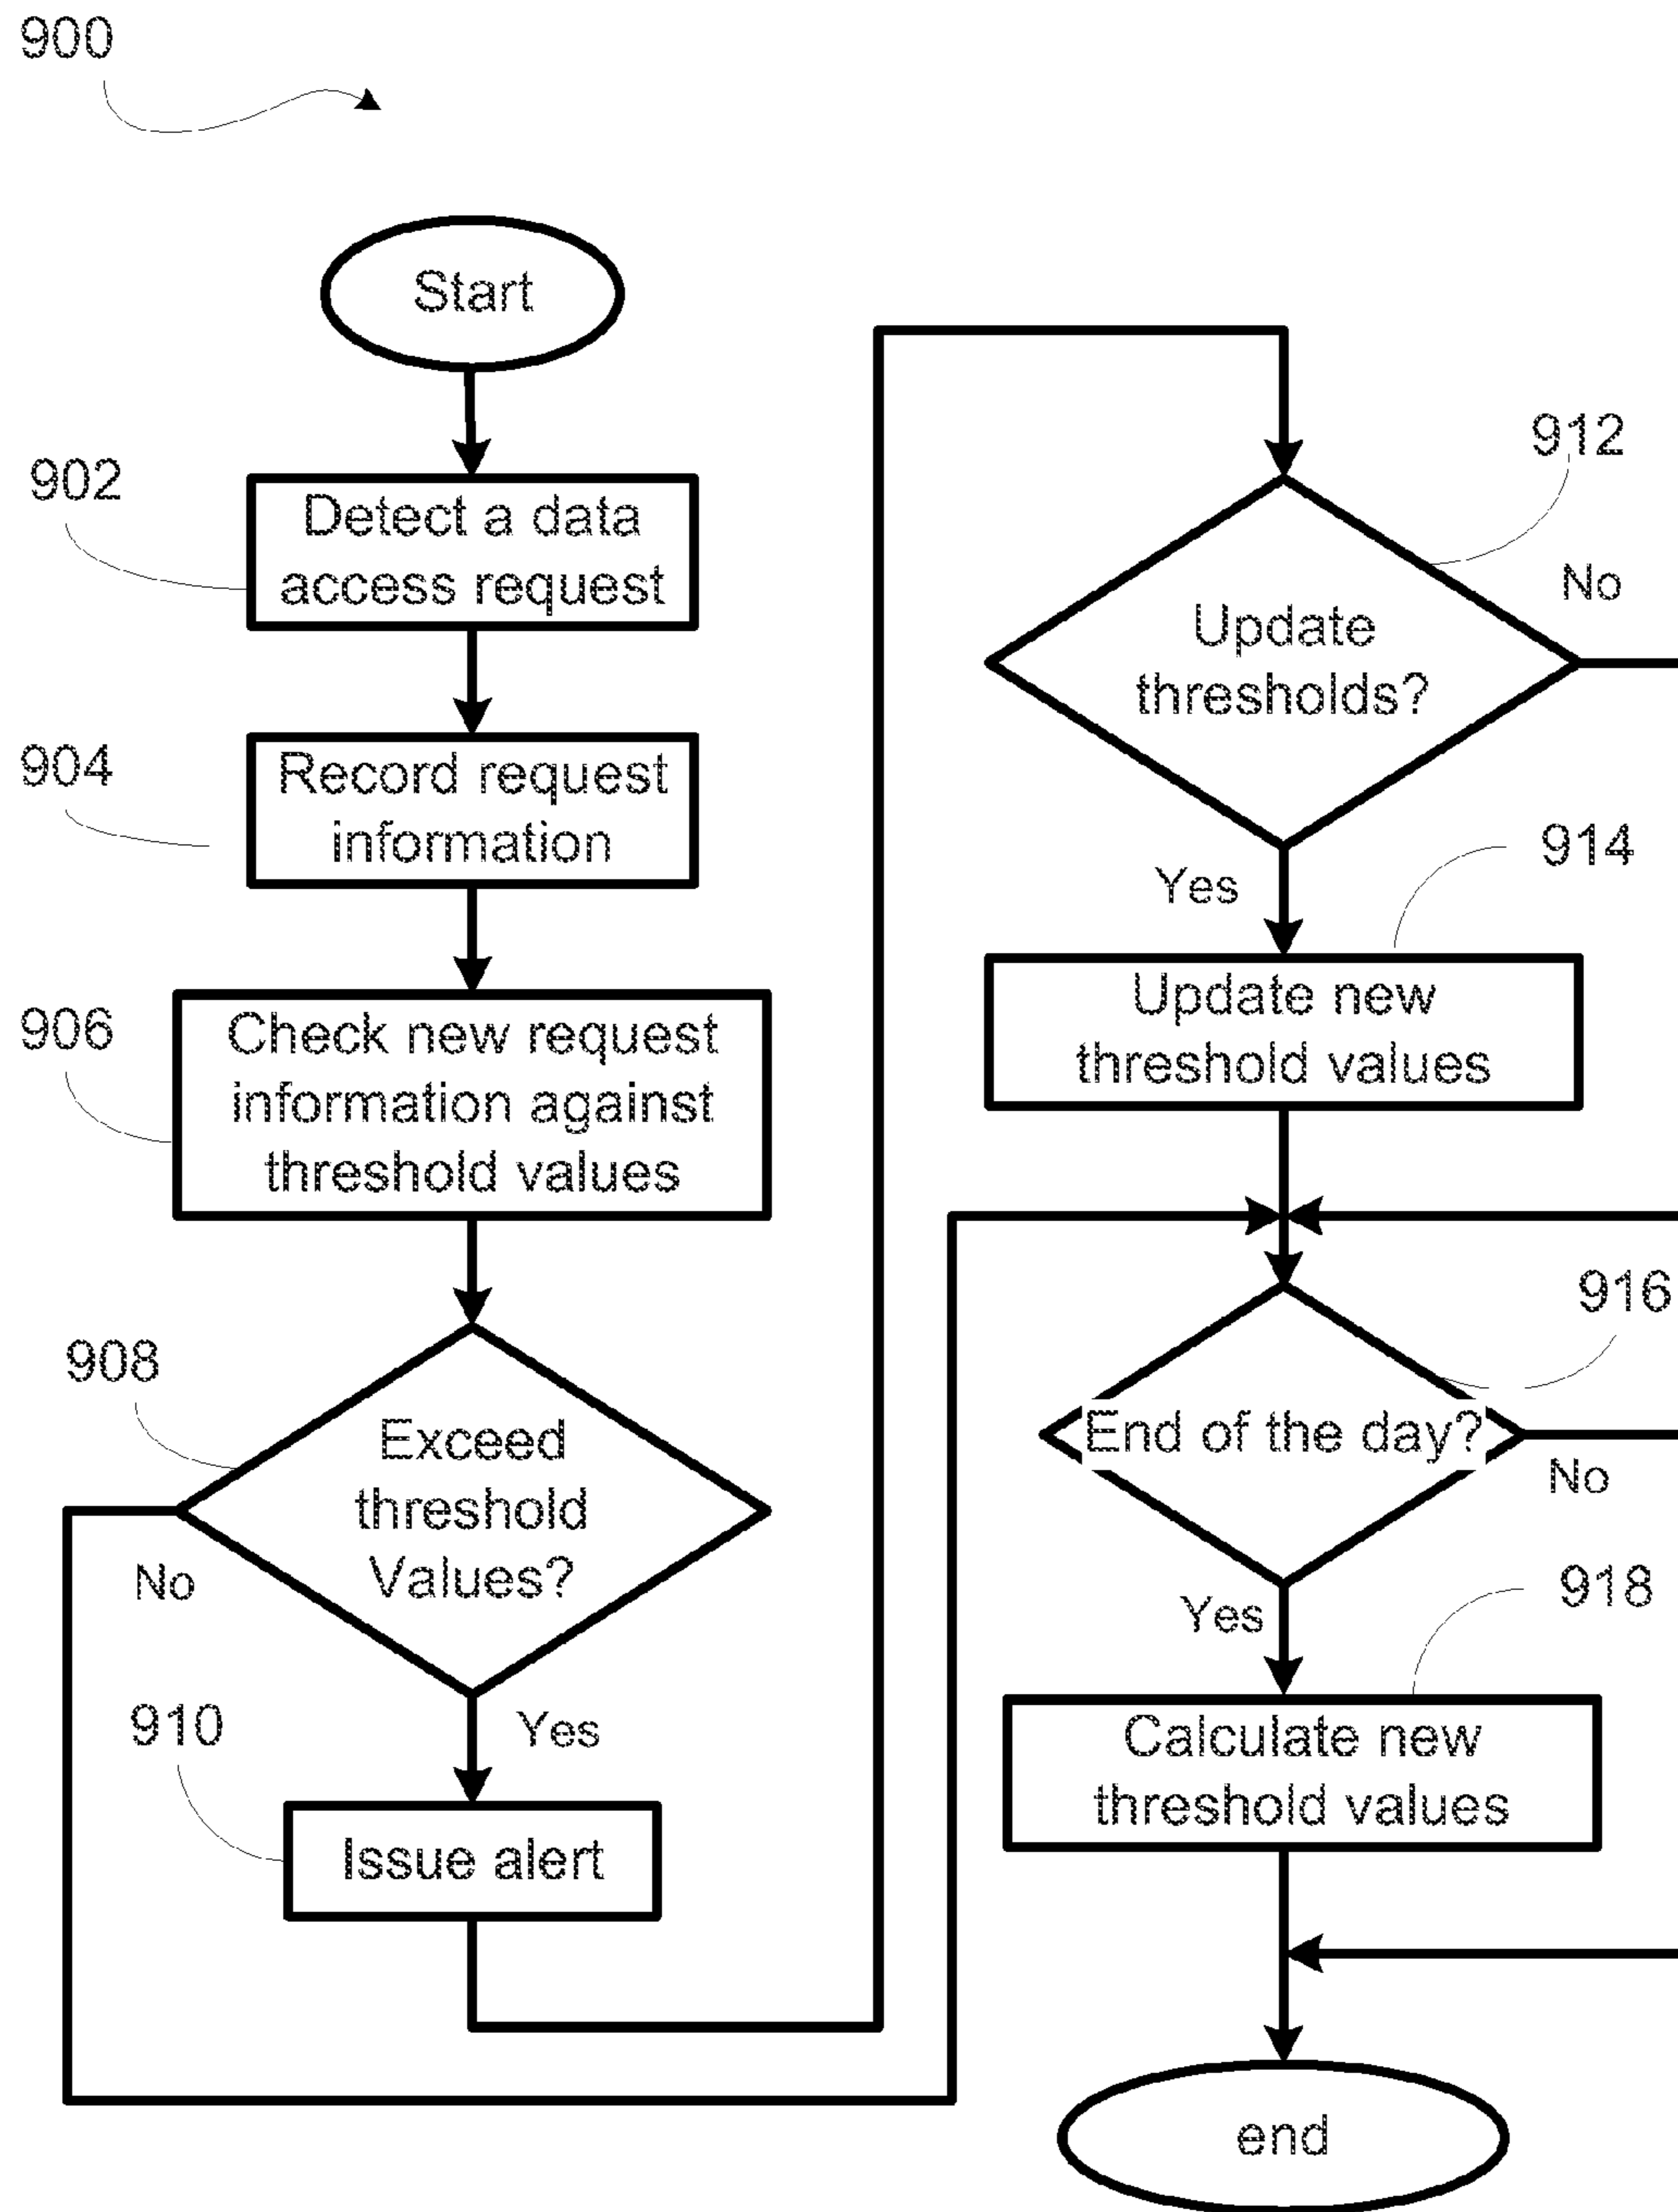 900
Start
902
Detect a data
access request
904
Record request
information
906
Check new request
information against
threshold values
908
Exceed
threshold
Values?
No
Yes
910
Issue alert
912
Update
thresholds?
No
Yes
914
Update new
threshold values
916
End of the day?
No
Yes
918
Calculate new
threshold values
end